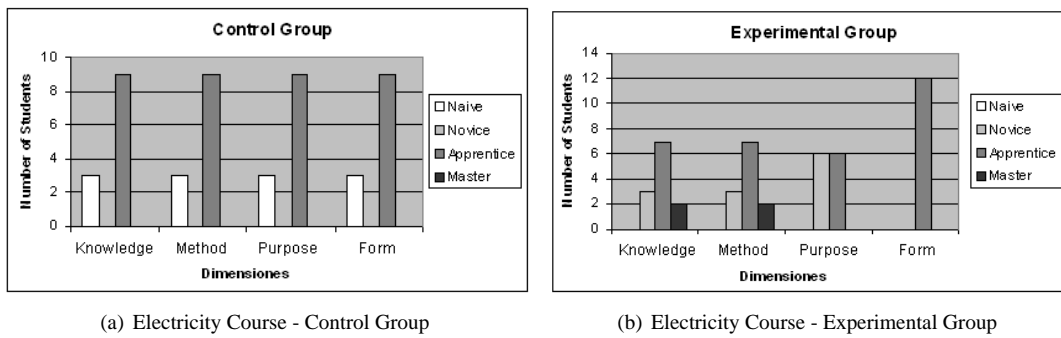 Control Group
Number of Students
10
8
6
4
2
0
Knowledge Method Purpose Form
Dimensiones
Naive
Novice
Apprentice
Master
(a) Electricity Course - Control Group
Experimental Group
Number of Students
14
12
10
8
6
4
2
0
Knowledge Method Purpose Form
Dimensiones
Naive
Novice
Apprentice
Master
(b) Electricity Course - Experimental Group